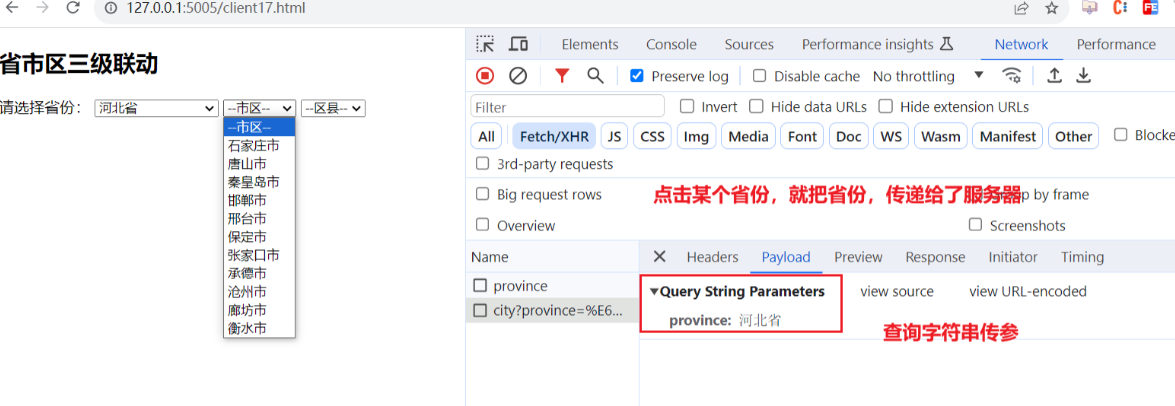 127.0.0.1:5005/client17.html
省市区三级联动
请选择省份： 河北省 --市区-- --区县--
--市区--
石家庄市
唐山市
秦皇岛市
邯郸市
邢台市
保定市
张家口市
承德市
沧州市
廊坊市
衡水市
Elements Console Sources Performance insights Network Performance
Preserve log Disable cache No throttling
Filter Invert Hide data URLs Hide extension URLs
All Fetch/XHR JS CSS Img Media Font Doc WS Wasm Manifest Other Blocke
3rd-party requests
Big request rows by frame
点击某个省份，就把省份，传递给了服务器
Overview Screenshots
Name Headers Payload Preview Response Initiator Timing
province
city?province=%E6...
Query String Parameters view source view URL-encoded
province: 河北省
查询字符串传参